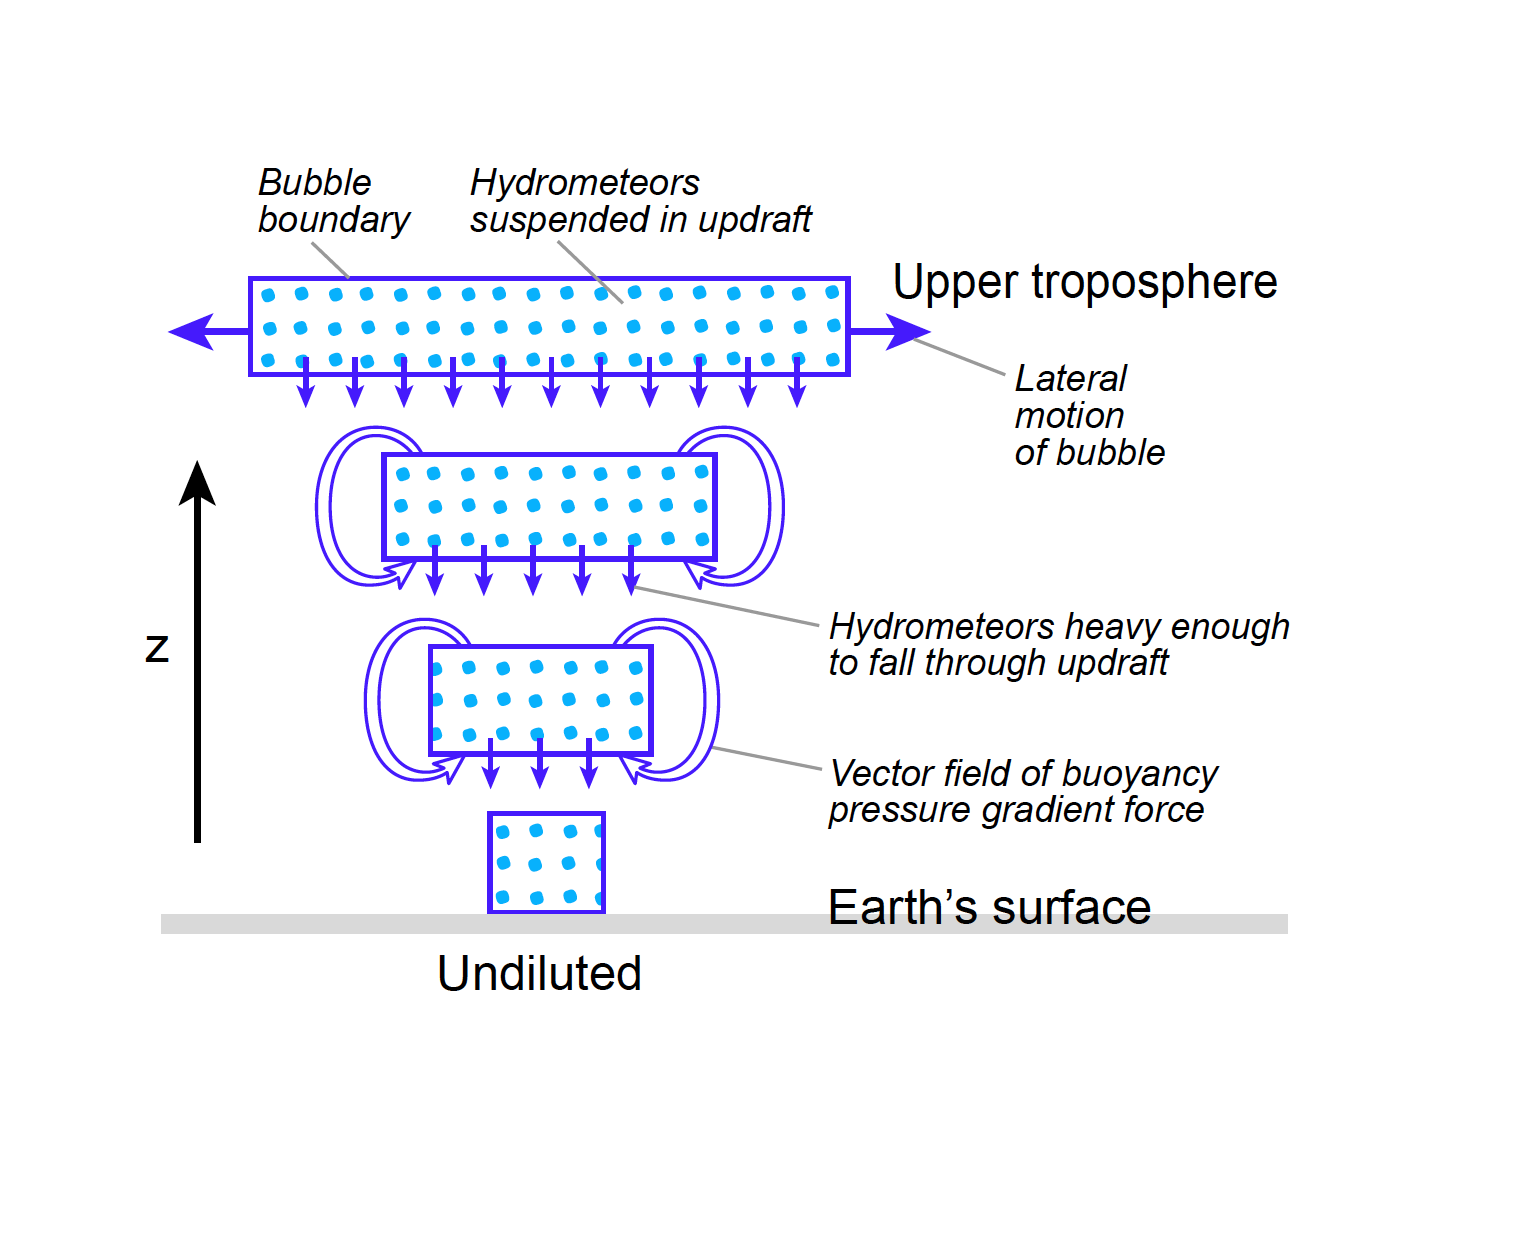 Bubble
boundary
Hydrometeors
suspended in updraft
Upper troposphere
Lateral
motion
of bubble
z
Hydrometeors heavy enough
to fall through updraft
Vector field of buoyancy
pressure gradient force
Earth’s surface
Undiluted